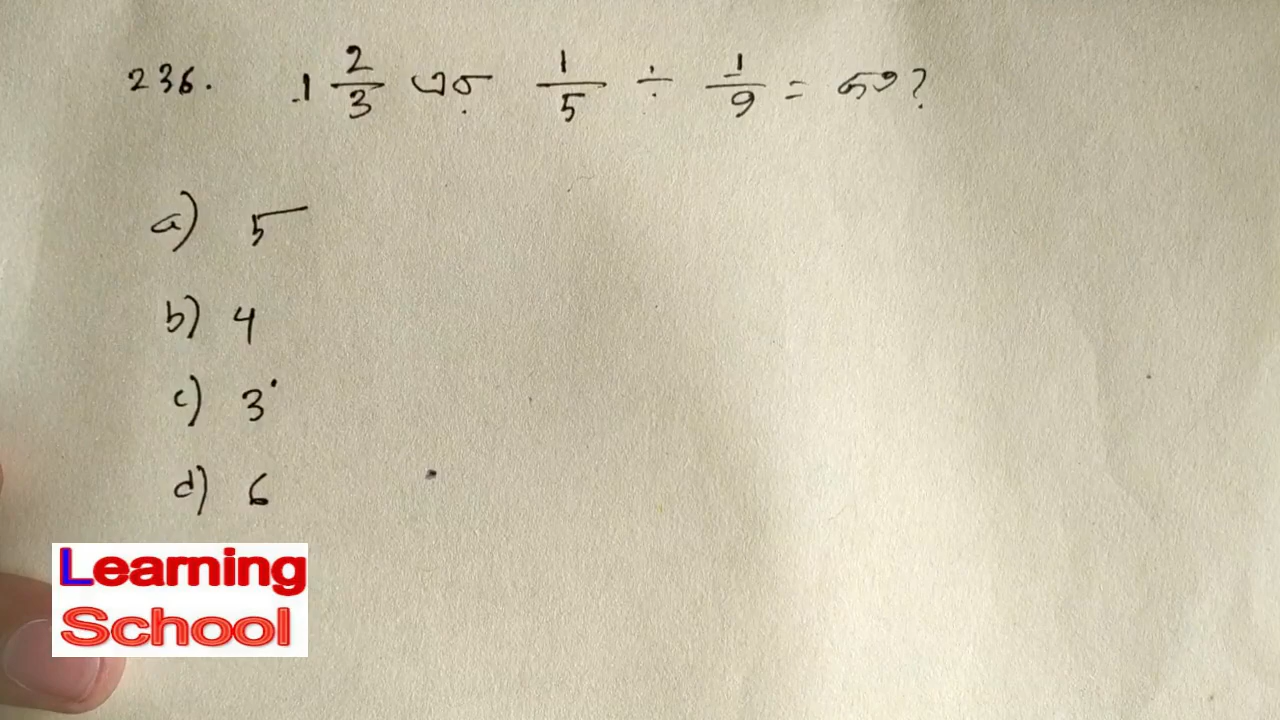 236. 1 2/3 এর 1/5 ÷ 1/9 = কত?
a) 5
b) 4
c) 3
d) 6
Learning
School